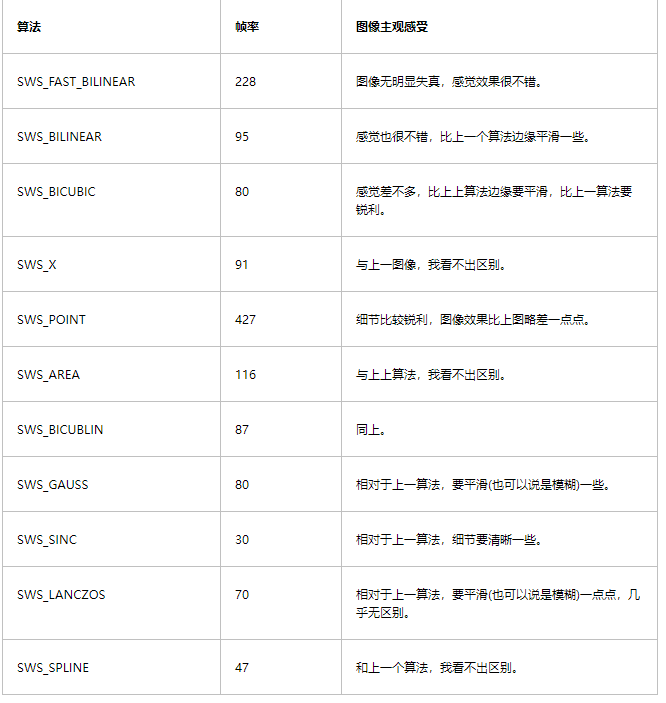 算法 帧率 图像主观感受
SWS_FAST_BILINEAR 228 图像无明显失真，感觉效果很不错。
SWS_BILINEAR 95 感觉也很不错，比上一个算法边缘平滑一些。
SWS_BICUBIC 80 感觉差不多，比上上算法边缘要平滑，比上一算法要
锐利。
SWS_X 91 与上一图像，我看不出区别。
SWS_POINT 427 细节比较锐利，图像效果比上图略差一点点。
SWS_AREA 116 与上上算法，我看不出区别。
SWS_BICUBLIN 87 同上。
SWS_GAUSS 80 相对于上一算法，要平滑(也可以说是模糊)一些。
SWS_SINC 30 相对于上一算法，细节要清晰一些。
SWS_LANCZOS 70 相对于上一算法，要平滑(也可以说是模糊)一点点，几
乎无区别。
SWS_SPLINE 47 和上一个算法，我看不出区别。